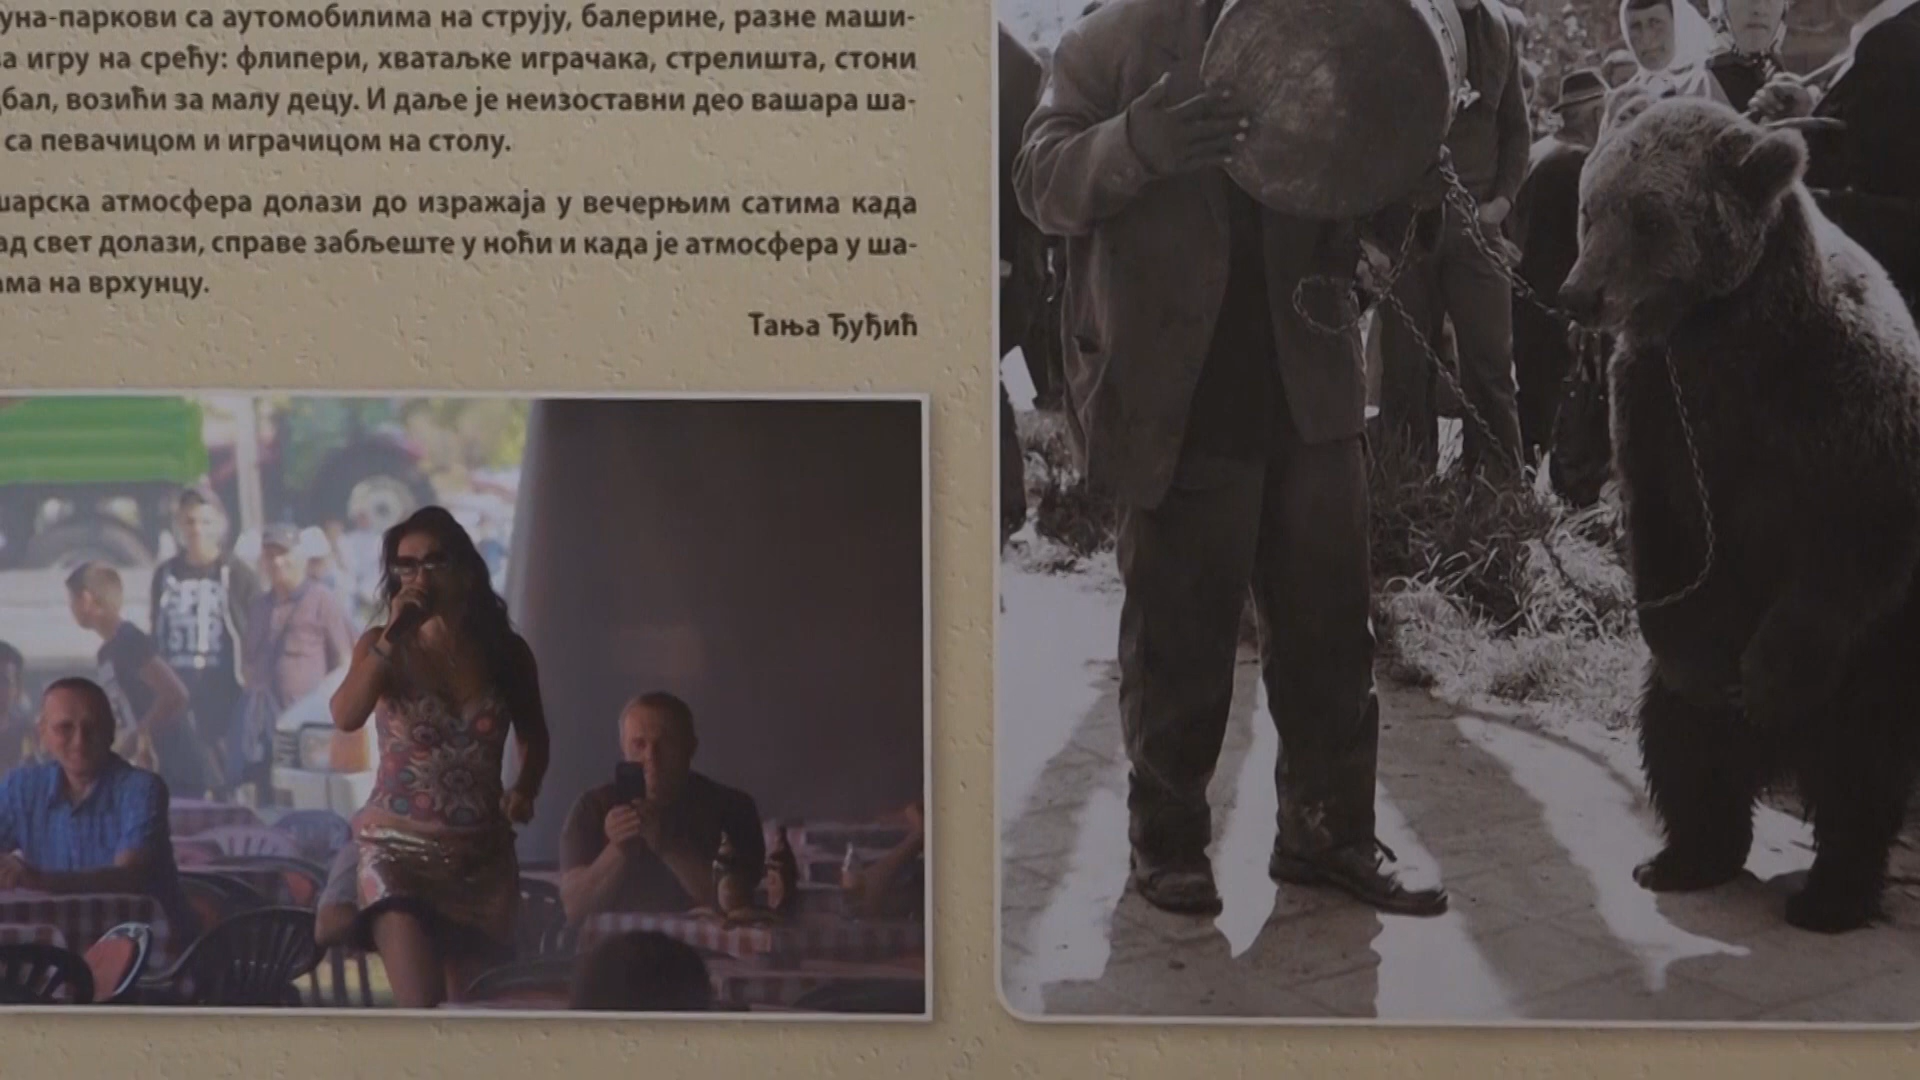 уна-паркови са аутомобилима на струју, балерине, разне маши-
а игру на срећу: флипери, хватаљке играчака, стрелишта, стони
дбал, возићи за малу децу. И даље је неизоставни део вашара ша-
са певачицом и играчицом на столу.
шарска атмосфера долази до изражаја у вечерњим сатима када
ад свет долази, справе забљеште у ноћи и када је атмосфера у ша-
ама на врхунцу.
Тања Ђуђић